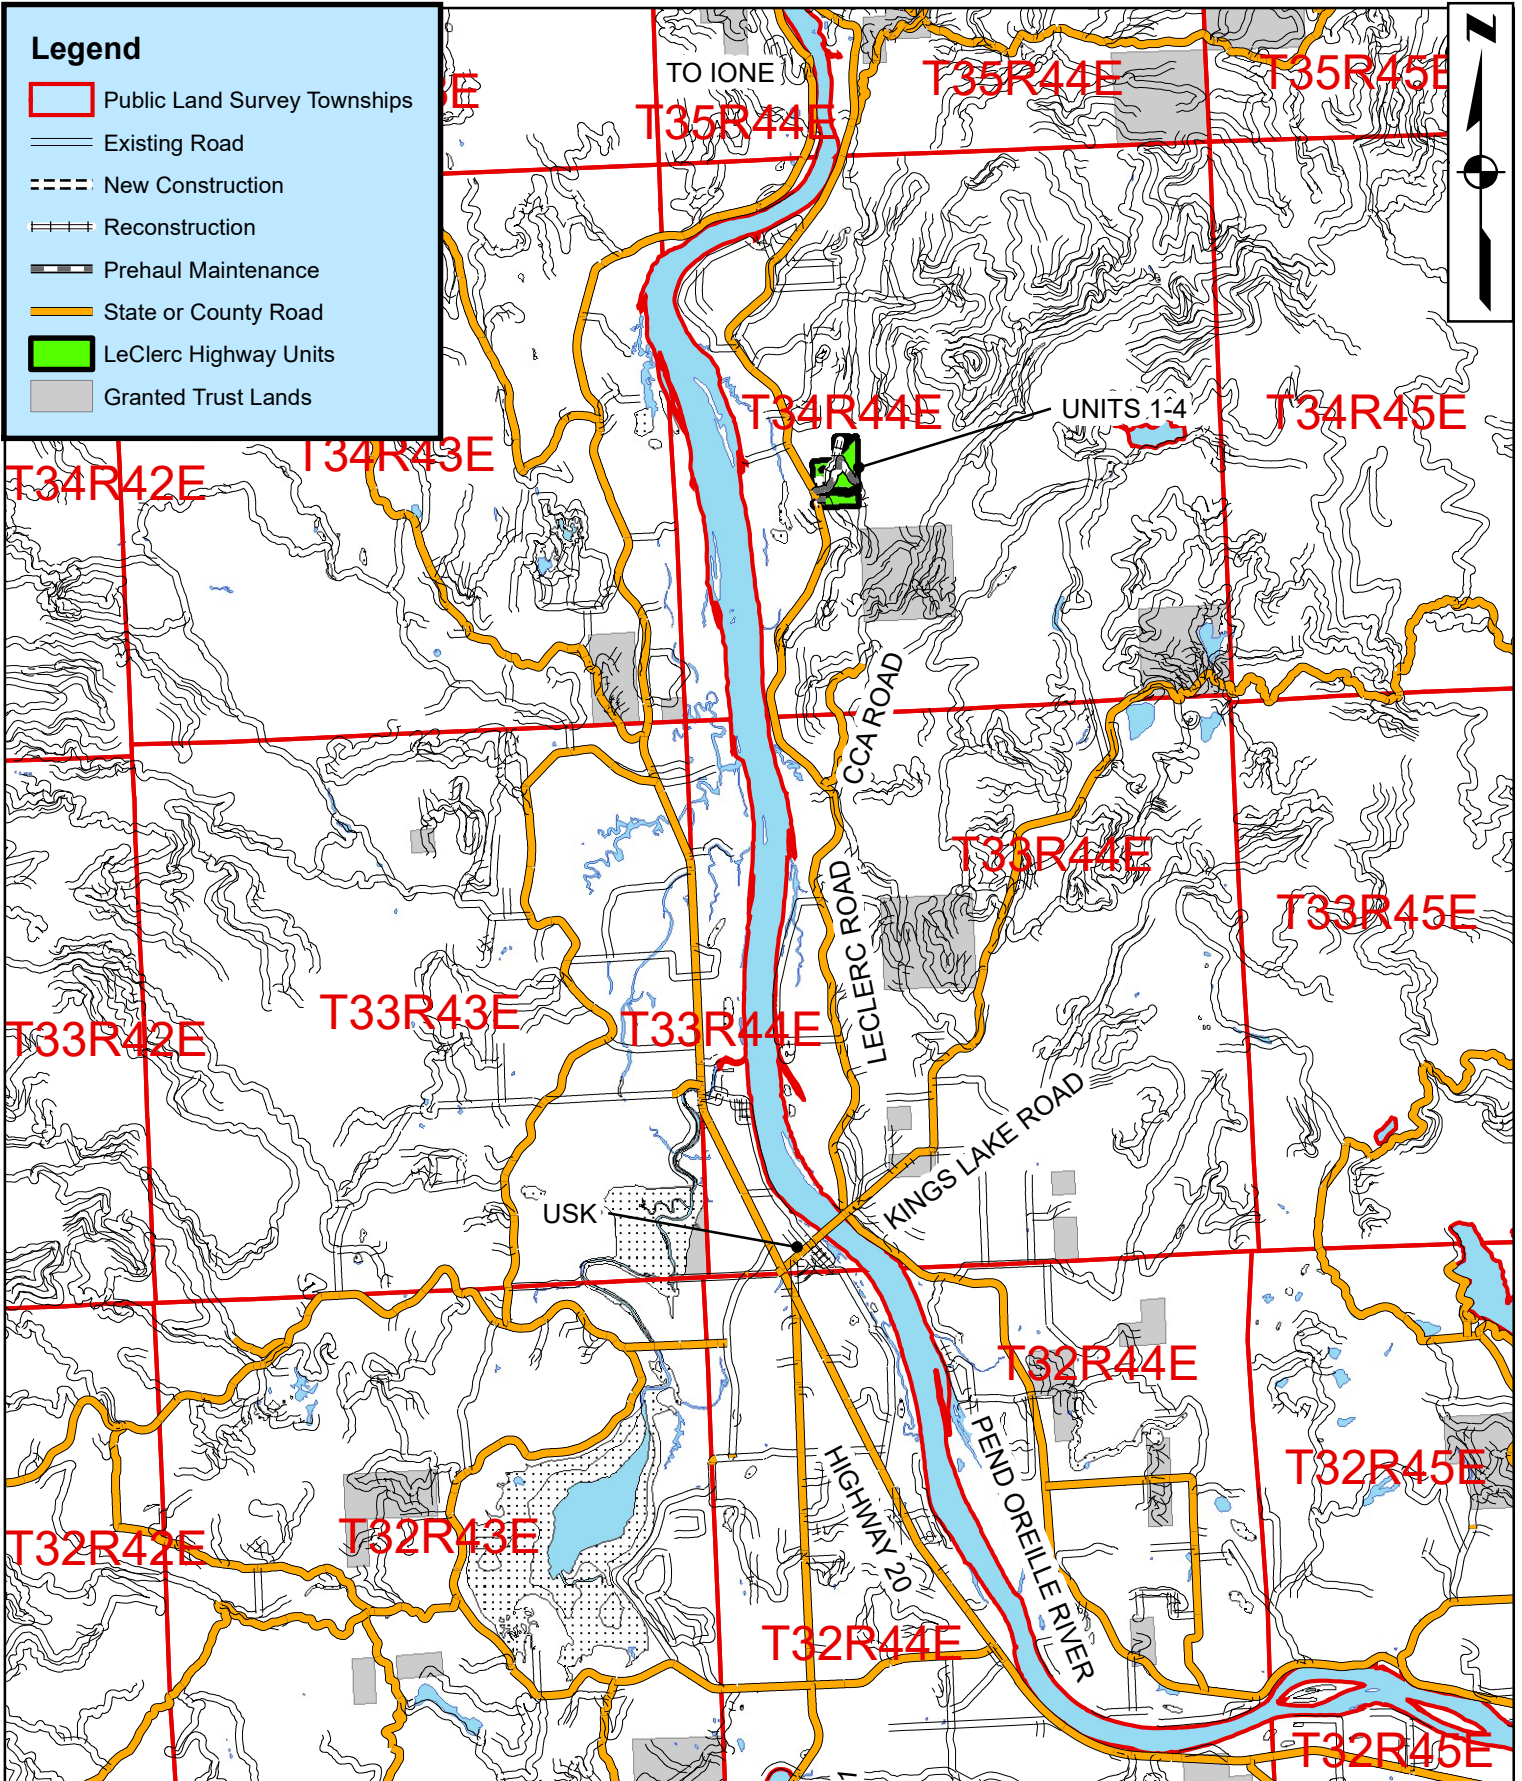 Legend
Public Land Survey Townships
Existing Road
New Construction
Reconstruction
Prehaul Maintenance
State or County Road
LeClerc Highway Units
Granted Trust Lands
E
TO IONE
T35R44E
T35R44E
T35R45E
Z
T34R42E
T34R43E
T34R44E
UNITS 1-4
T34R45E
CCA ROAD
T33R44E
T33R45E
LECLERC ROAD
T33R42E
T33R43E
T33R44E
KINGS LAKE ROAD
USK
T32R44E
PEND OREILLE RIVER
HIGHWAY 20
T32R45E
T32R42E
T32R43E
T32R44E
T32R45E